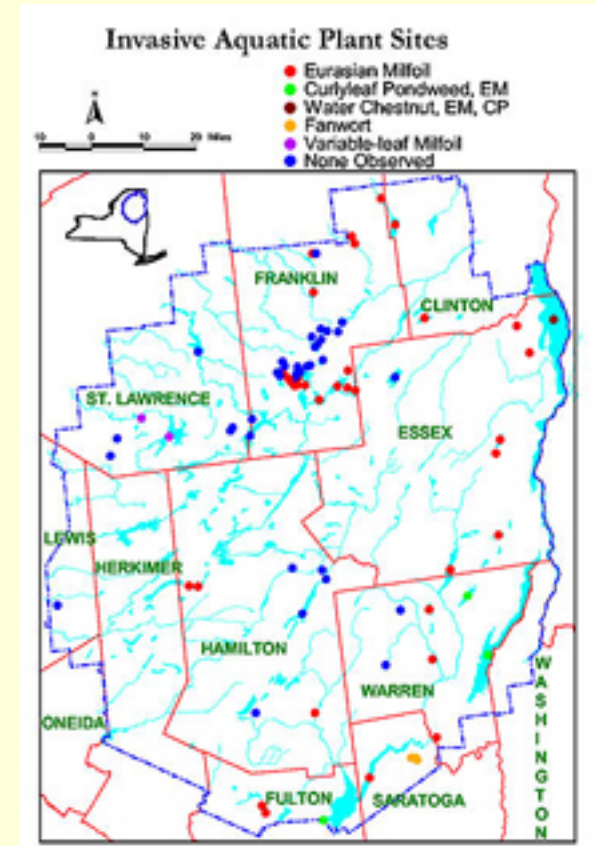 Invasive Aquatic Plant Sites
Eurasian Milfoil
Curlyleaf Pondweed, EM
Water Chestnut, EM, CP
Fanwort
Variable-leaf Milfoil
None Observed
A
10 0 10 20 Miles
FRANKLIN
CLINTON
ST. LAWRENCE
ESSEX
LEWIS
HERKIMER
HAMILTON
WARREN
WASHINGTON
ONEIDA
FULTON
SARATOGA